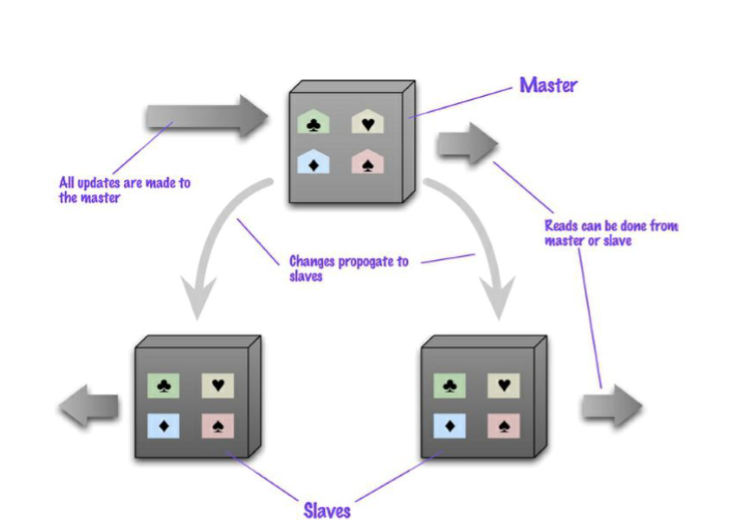 Master
All updates are made to
the master
Reads can be done from
master or slave
Changes propogate to
slaves
Slaves